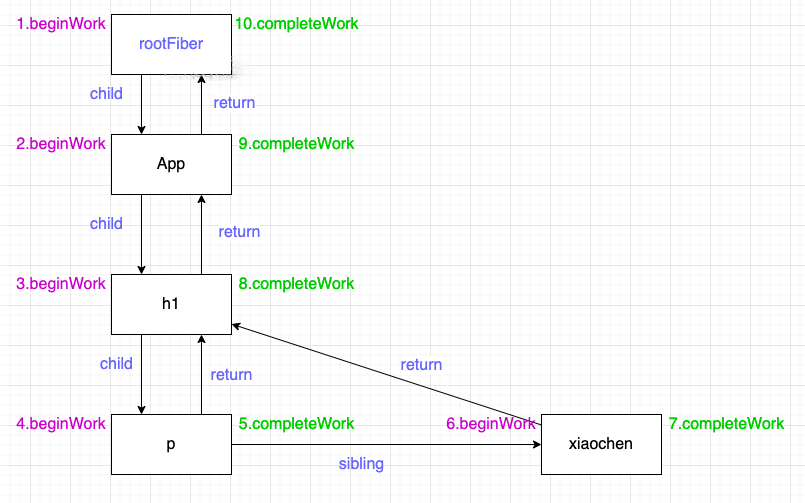 1.beginWork
rootFiber
10.completeWork
child
return
2.beginWork
App
9.completeWork
child
return
3.beginWork
h1
8.completeWork
child
return
return
4.beginWork
p
5.completeWork
6.beginWork
xiaochen
7.completeWork
sibling